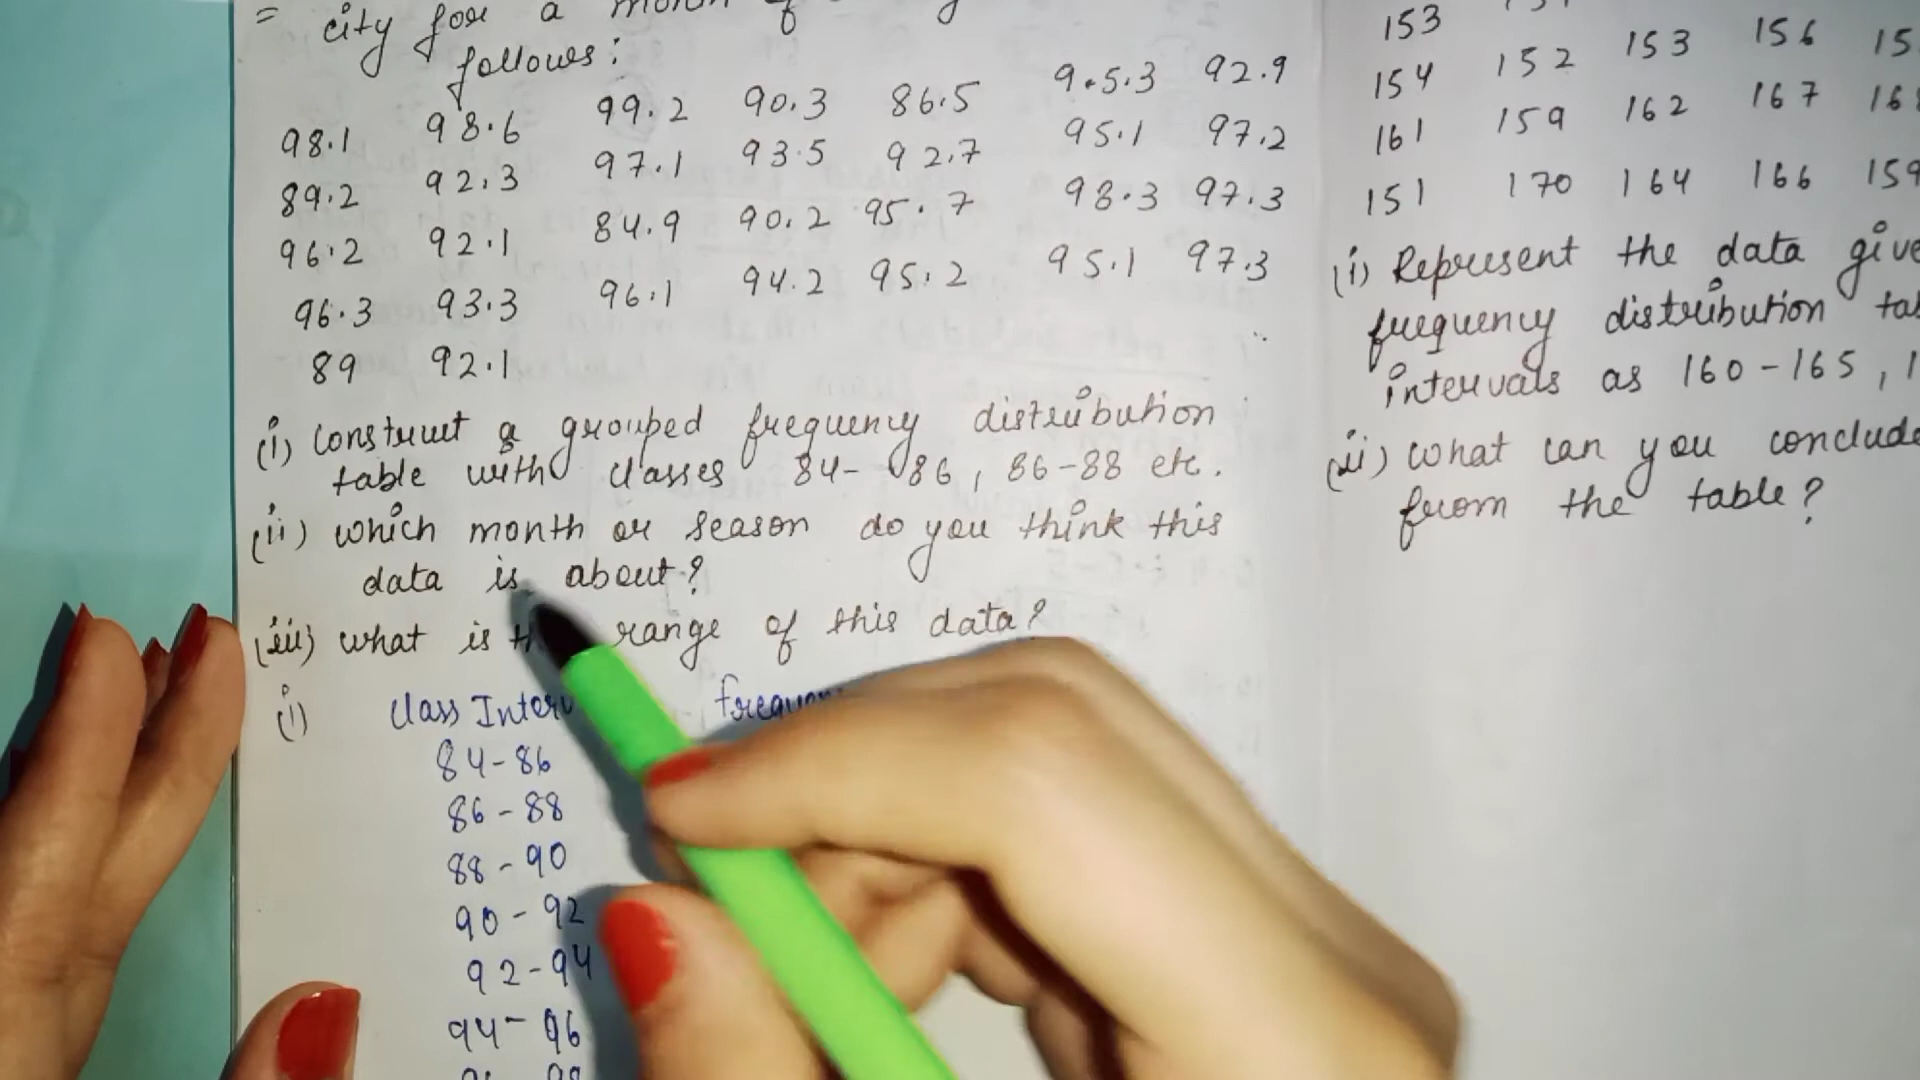 = city for a
follows:
98.1 98.6 99.2 90.3 86.5 9.5.3 92.9
89.2 92.3 97.1 93.5 92.7 95.1 97.2
96.2 92.1 84.9 90.2 95.7 98.3 97.3
96.3 93.3 96.1 94.2 95.2 95.1 97.3
89 92.1
(i) Construct a grouped frequency distribution
table with classes 84- 86, 86-88 etc.
(ii) which month or season do you think this
data is about?
(iii) what is range of this data?
(i) Class
84-86
86-88
88-90
90-92
92-94
94-96
153
154 152 153 156
161 159 162 167
151 170 164 166 159
(i) Represent the data
frequency distribution
intervals as 160-165,
(ii) what can you conclude
from the table?